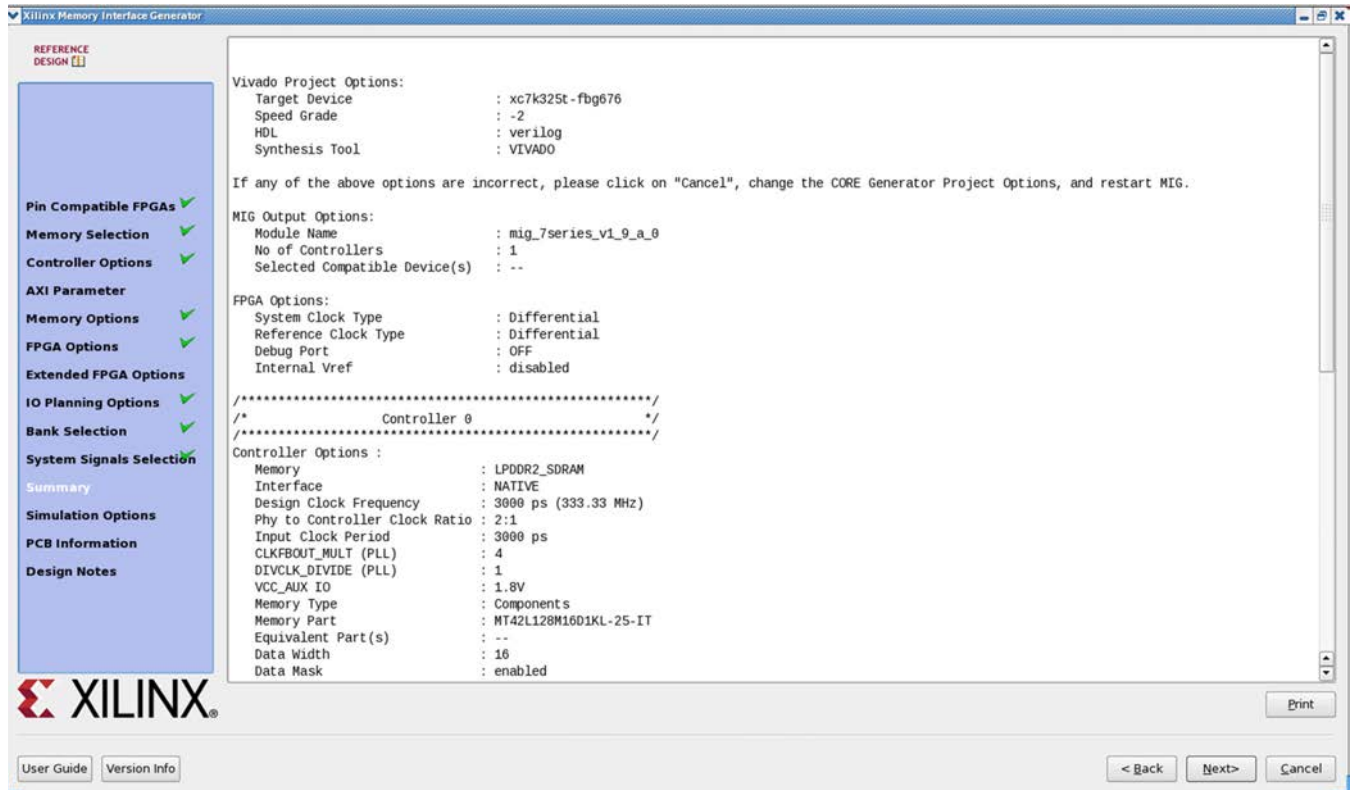 Xilinx Memory Interface Generator
REFERENCE
DESIGN
Pin Compatible FPGAs
Memory Selection
Controller Options
AXI Parameter
Memory Options
FPGA Options
Extended FPGA Options
IO Planning Options
Bank Selection
System Signals Selection
Summary
Simulation Options
PCB Information
Design Notes
Vivado Project Options:
Target Device : xc7k325t-fbg676
Speed Grade : -2
HDL : verilog
Synthesis Tool : VIVADO
If any of the above options are incorrect, please click on "Cancel", change the CORE Generator Project Options, and restart MIG.
MIG Output Options:
Module Name : mig_7series_v1_9_a_0
No of Controllers : 1
Selected Compatible Device(s) : --
FPGA Options:
System Clock Type : Differential
Reference Clock Type : Differential
Debug Port : OFF
Internal Vref : disabled
/*******************************************************/
/* Controller 0 */
/*******************************************************/
Controller Options :
Memory : LPDDR2_SDRAM
Interface : NATIVE
Design Clock Frequency : 3000 ps (333.33 MHz)
Phy to Controller Clock Ratio : 2:1
Input Clock Period : 3000 ps
CLKFBOUT_MULT (PLL) : 4
DIVCLK_DIVIDE (PLL) : 1
VCC_AUX IO : 1.8V
Memory Type : Components
Memory Part : MT42L128M16D1KL-25-IT
Equivalent Part(s) : --
Data Width : 16
Data Mask : enabled
XILINX®
Print
User Guide
Version Info
< Back
Next>
Cancel